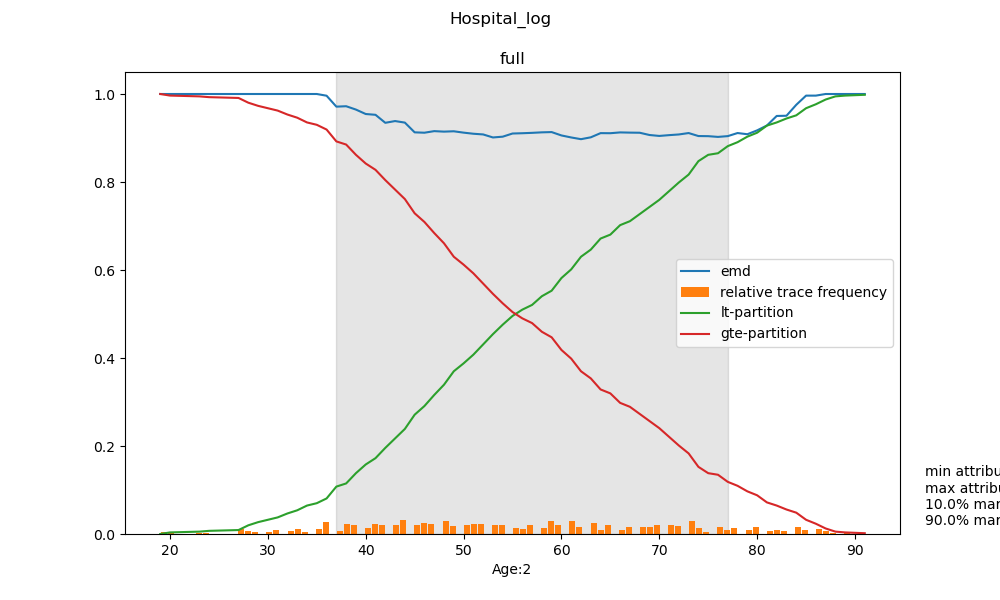 Hospital_log
full
1.0
0.8
0.6
0.4
0.2
0.0
emd
relative trace frequency
lt-partition
gte-partition
min attribu
max attribu
10.0% mar
90.0% mar
20 30 40 50 60 70 80 90
Age:2